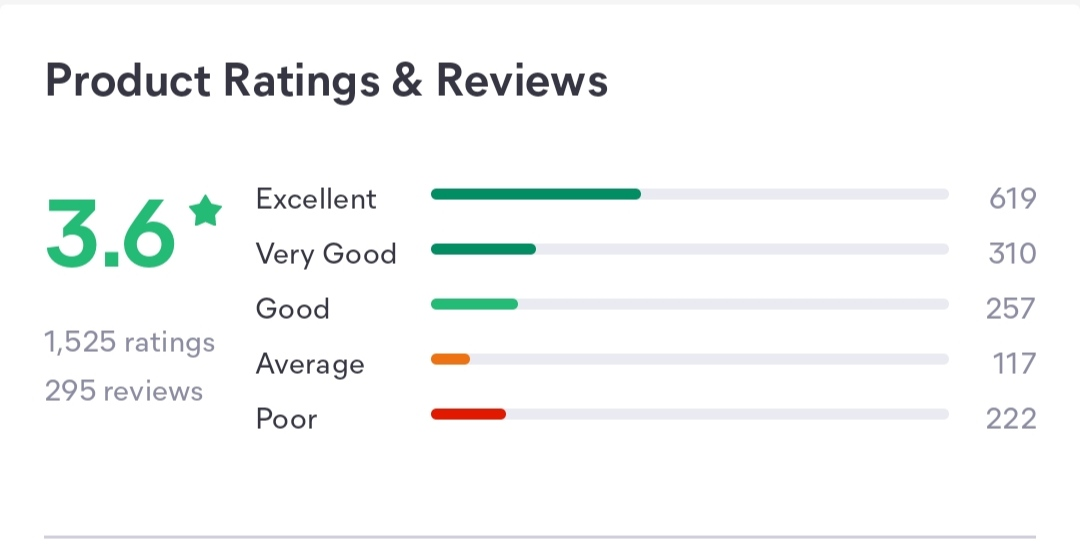 Product Ratings & Reviews
3.6
1,525 ratings
295 reviews
Excellent 619
Very Good 310
Good 257
Average 117
Poor 222